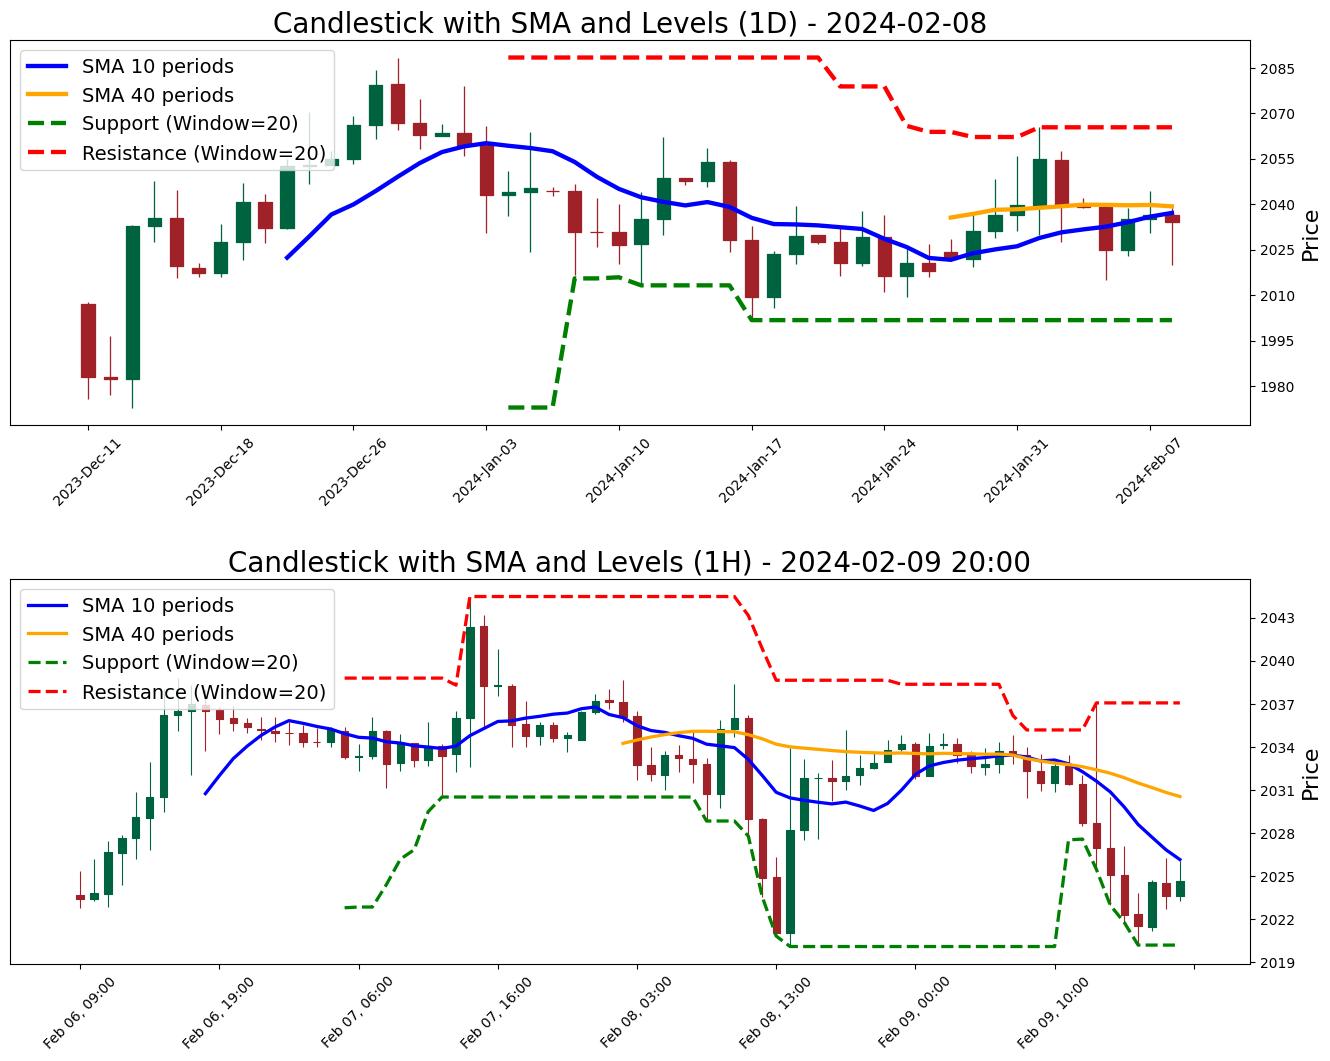 Candlestick with SMA and Levels (1D) - 2024-02-08
SMA 10 periods
SMA 40 periods
Support (Window=20)
Resistance (Window=20)
2085
2070
2055
2040
2025
2010
1995
1980
Price
2023-Dec-11
2023-Dec-18
2023-Dec-26
2024-Jan-03
2024-Jan-10
2024-Jan-17
2024-Jan-24
2024-Jan-31
2024-Feb-07
Candlestick with SMA and Levels (1H) - 2024-02-09 20:00
SMA 10 periods
SMA 40 periods
Support (Window=20)
Resistance (Window=20)
2043
2040
2037
2034
2031
2028
2025
2022
2019
Price
Feb 06, 09:00
Feb 06, 19:00
Feb 07, 06:00
Feb 07, 16:00
Feb 08, 03:00
Feb 08, 13:00
Feb 09, 00:00
Feb 09, 10:00